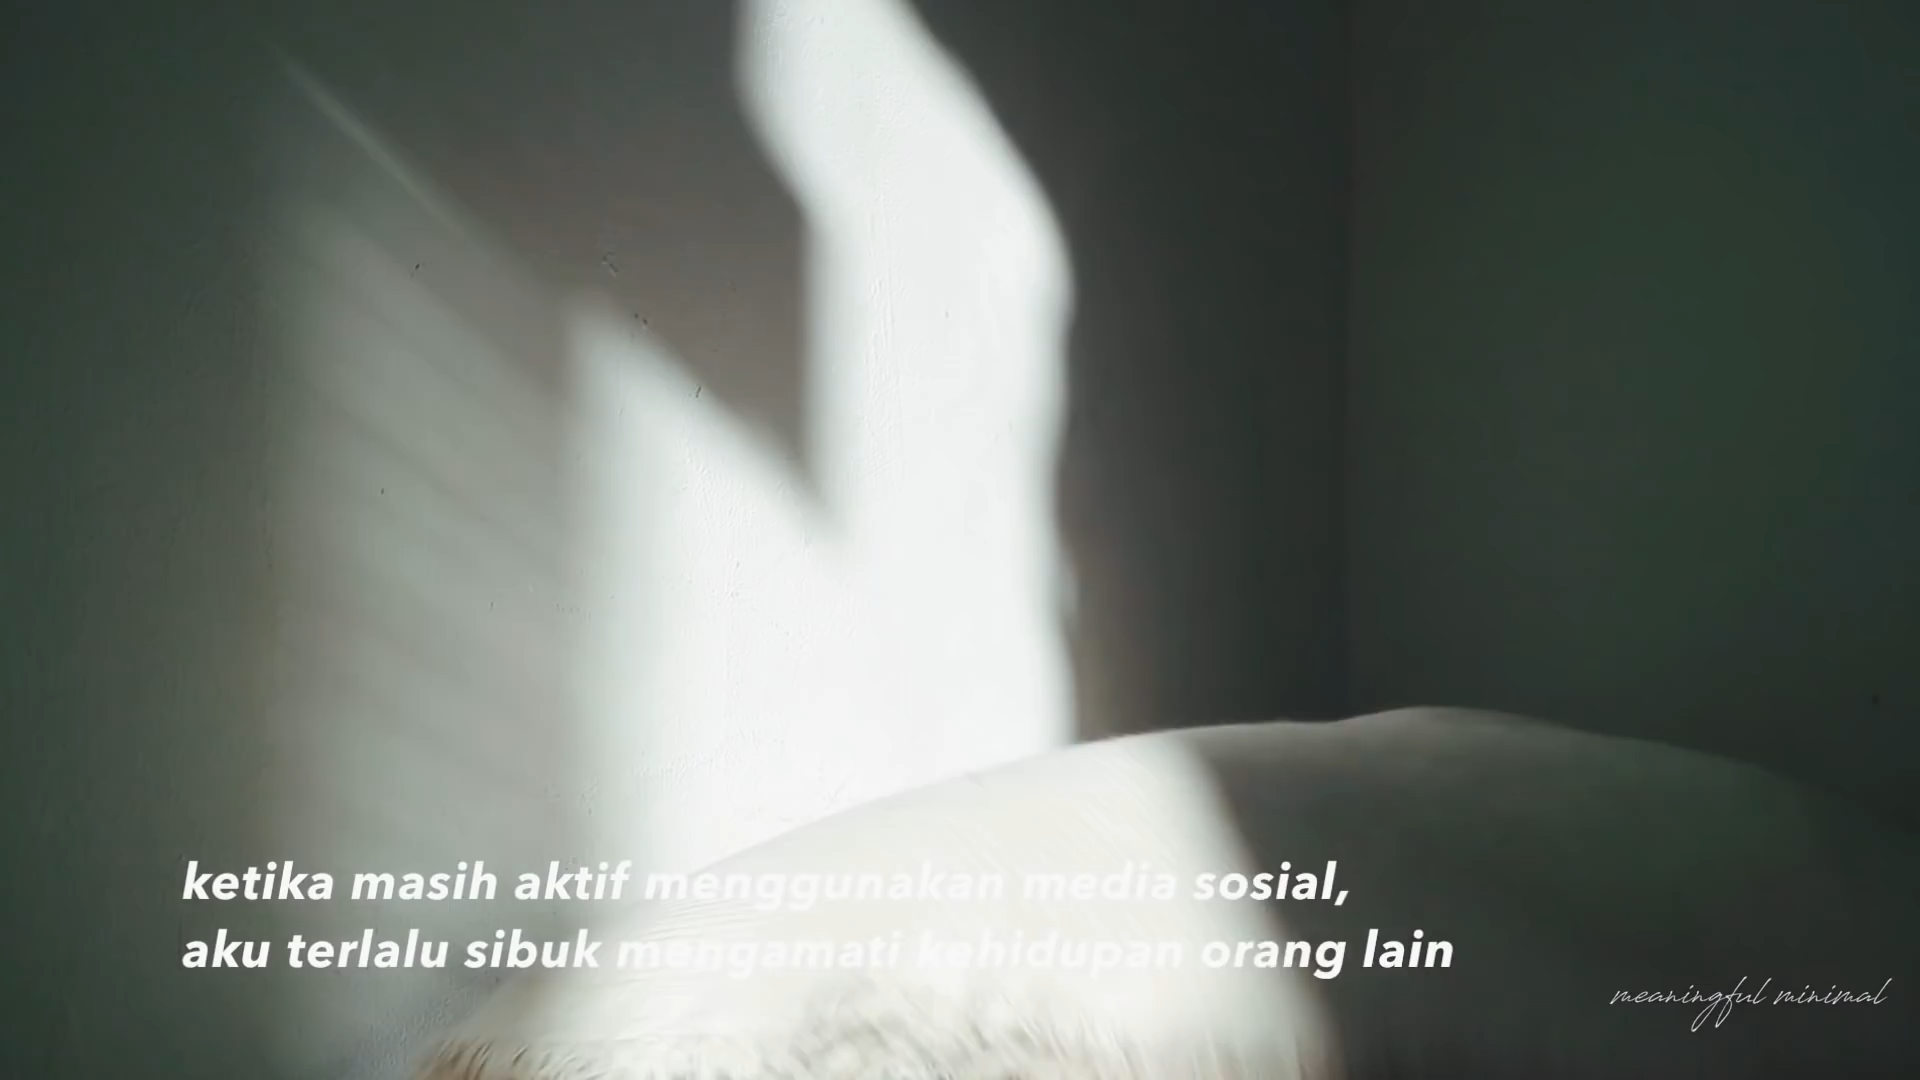 ketika masih aktif menggunakan media sosial,
aku terlalu sibuk mengamati kehidupan orang lain
meaningful minimal